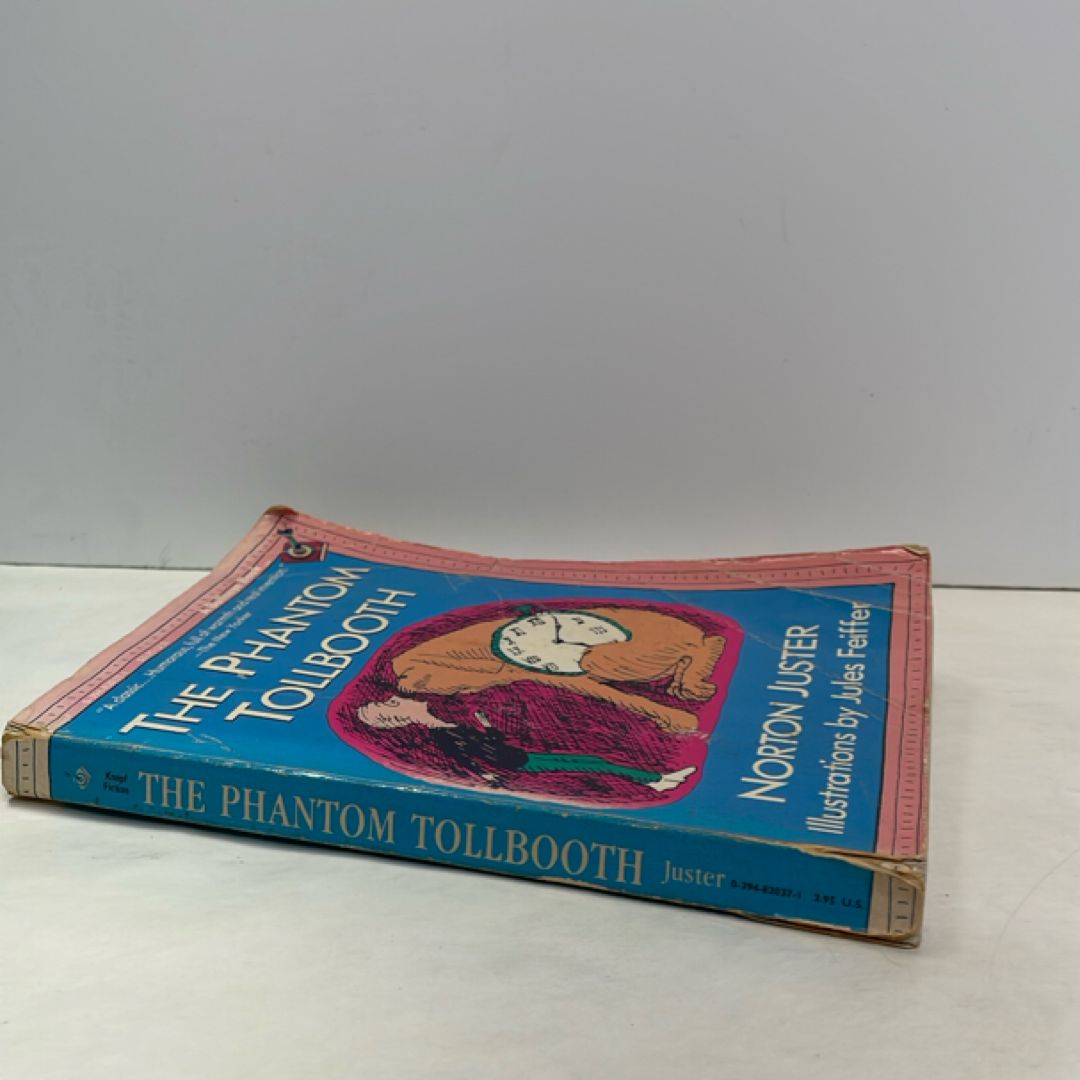 "A classic... Humorous, full of warmth and real invention."
—The New Yorker
THE PHANTOM
TOLLBOOTH
NORTON JUSTER
Illustrations by Jules Feiffer
Knopf
Fiction
THE PHANTOM TOLLBOOTH Juster 0-394-82037-1 3.95 U.S.